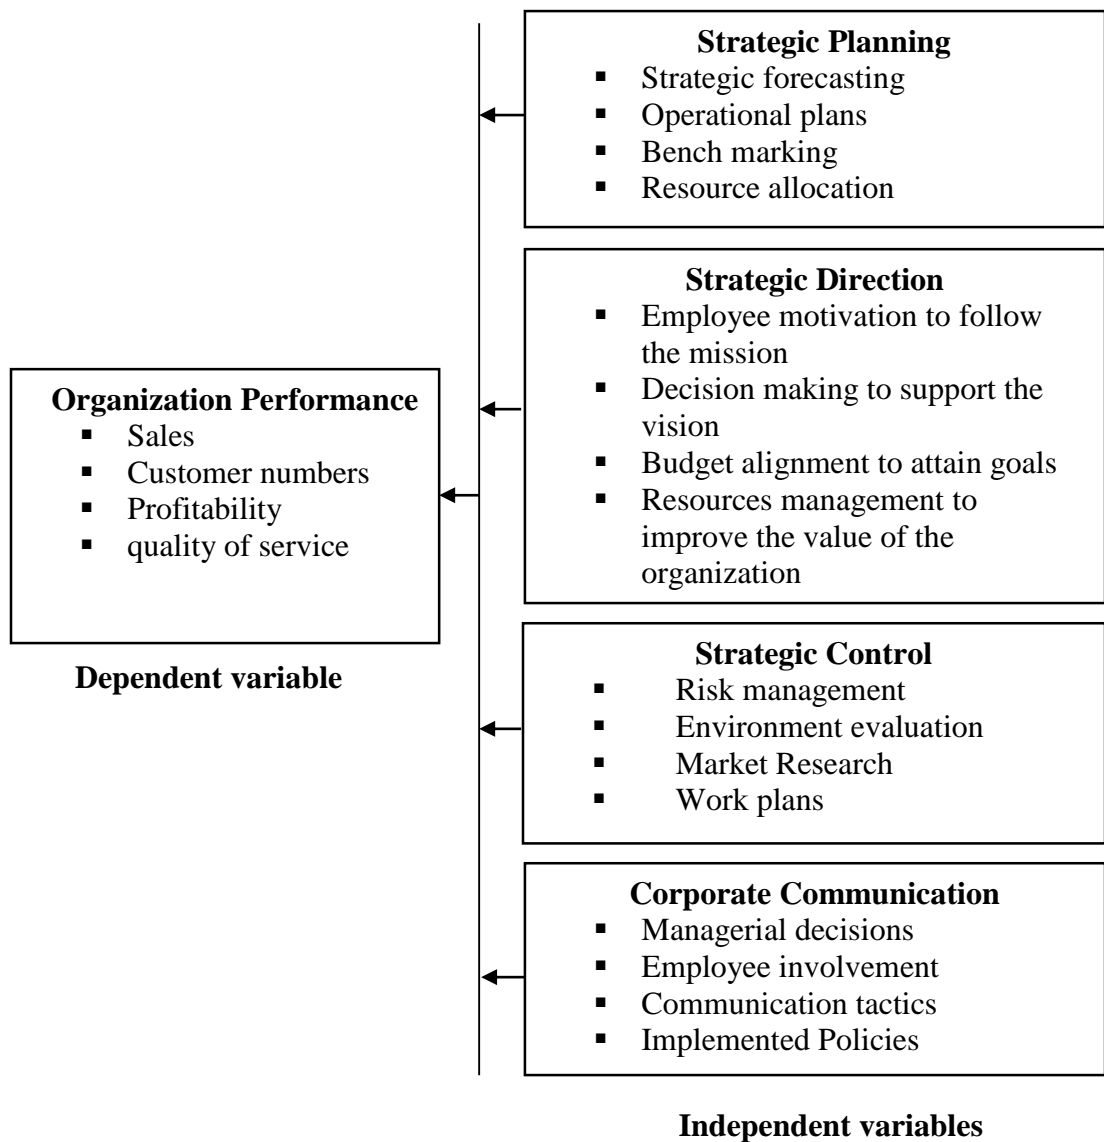 Strategic Planning
▪ Strategic forecasting
▪ Operational plans
▪ Bench marking
▪ Resource allocation
Strategic Direction
▪ Employee motivation to follow
the mission
▪ Decision making to support the
vision
▪ Budget alignment to attain goals
▪ Resources management to
improve the value of the
organization
Organization Performance
▪ Sales
▪ Customer numbers
▪ Profitability
▪ quality of service
Dependent variable
Strategic Control
▪ Risk management
▪ Environment evaluation
▪ Market Research
▪ Work plans
Corporate Communication
▪ Managerial decisions
▪ Employee involvement
▪ Communication tactics
▪ Implemented Policies
Independent variables